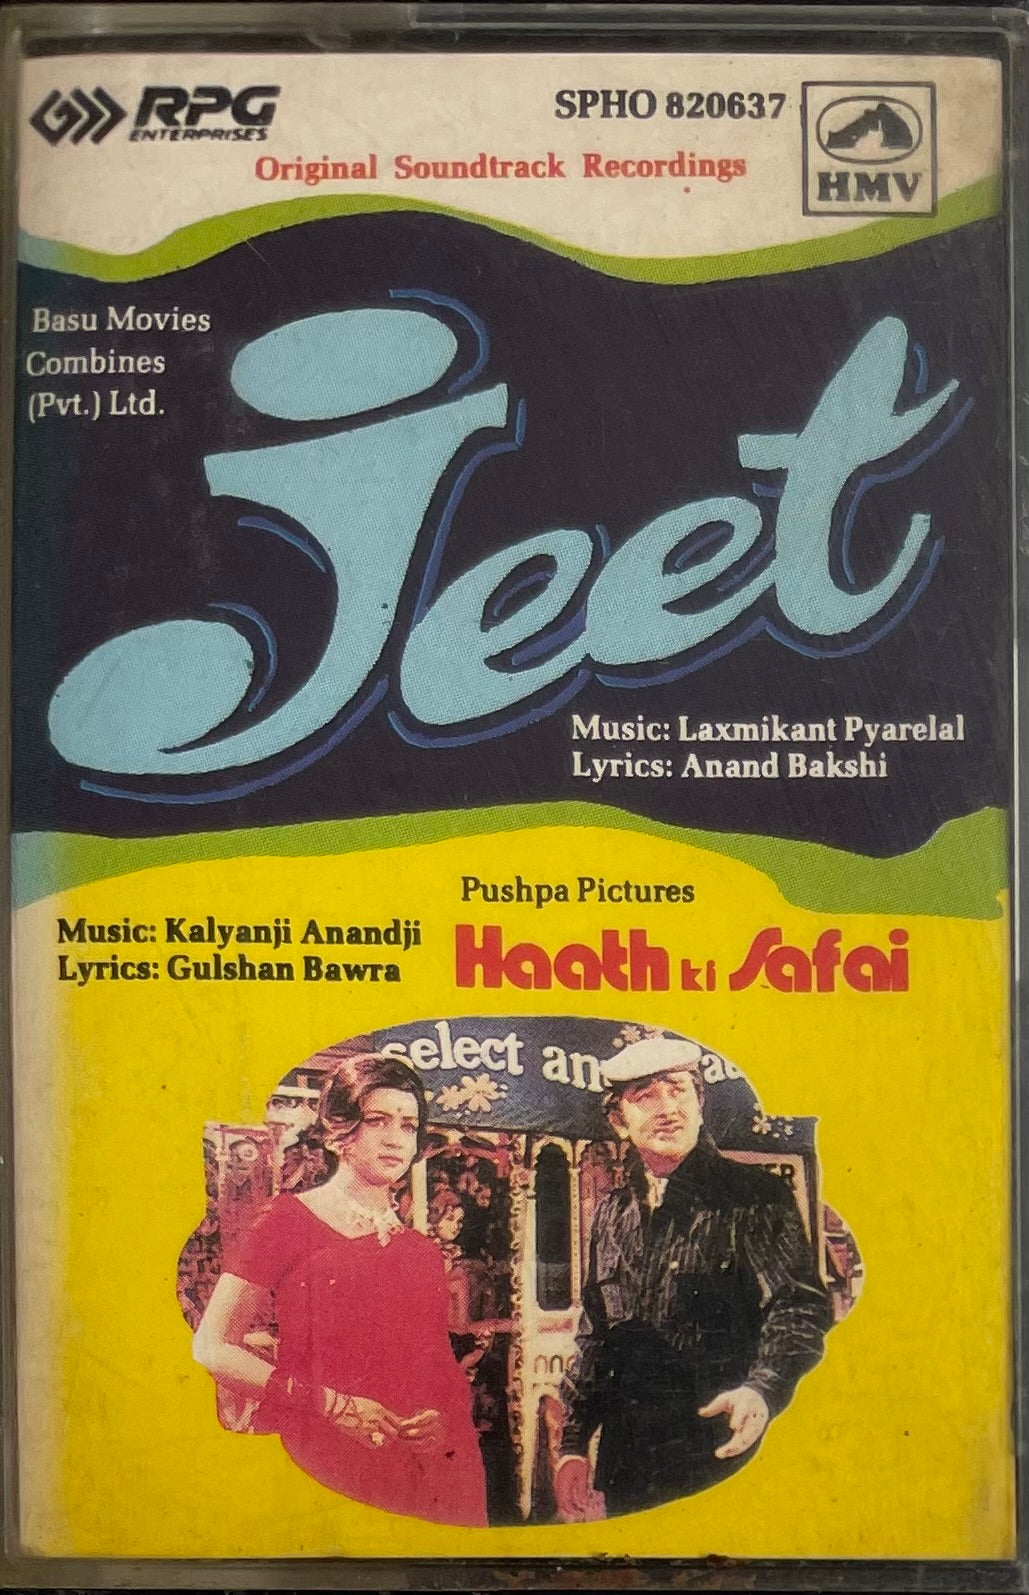 RPG
ENTERPRISES
SPHO 820637
HMV
Original Soundtrack Recordings
Basu Movies
Combines
(Pvt.) Ltd.
Jeet
Music: Laxmikant Pyarelal
Lyrics: Anand Bakshi
Pushpa Pictures
Music: Kalyanji Anandji
Lyrics: Gulshan Bawra
Haath ki Safai
select an